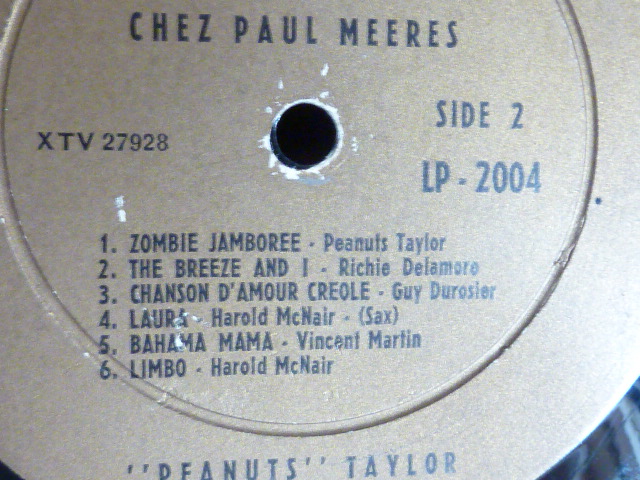 CHEZ PAUL MEERES
SIDE 2
XTV 27928
LP - 2004
1. ZOMBIE JAMBOREE - Peanuts Taylor
2. THE BREEZE AND I - Richie Delamore
3. CHANSON D'AMOUR CREOLE - Guy Durosier
4. LAURA - Harold McNair - (Sax)
5. BAHAMA MAMA - Vincent Martin
6. LIMBO - Harold McNair
''PEANUTS'' TAYLOR